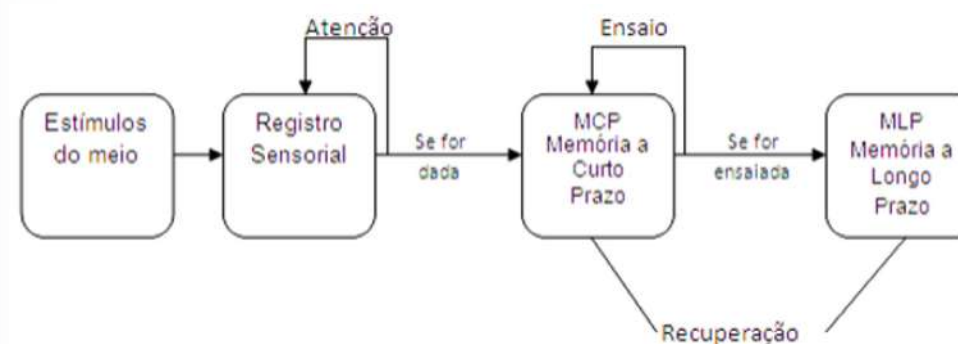 Atenção
Ensaio
Estímulos
do meio
Registro
Sensorial
Se for
dada
MCP
Memória a
Curto
Prazo
Se for
ensaiada
MLP
Memória a
Longo
Prazo
Recuperação